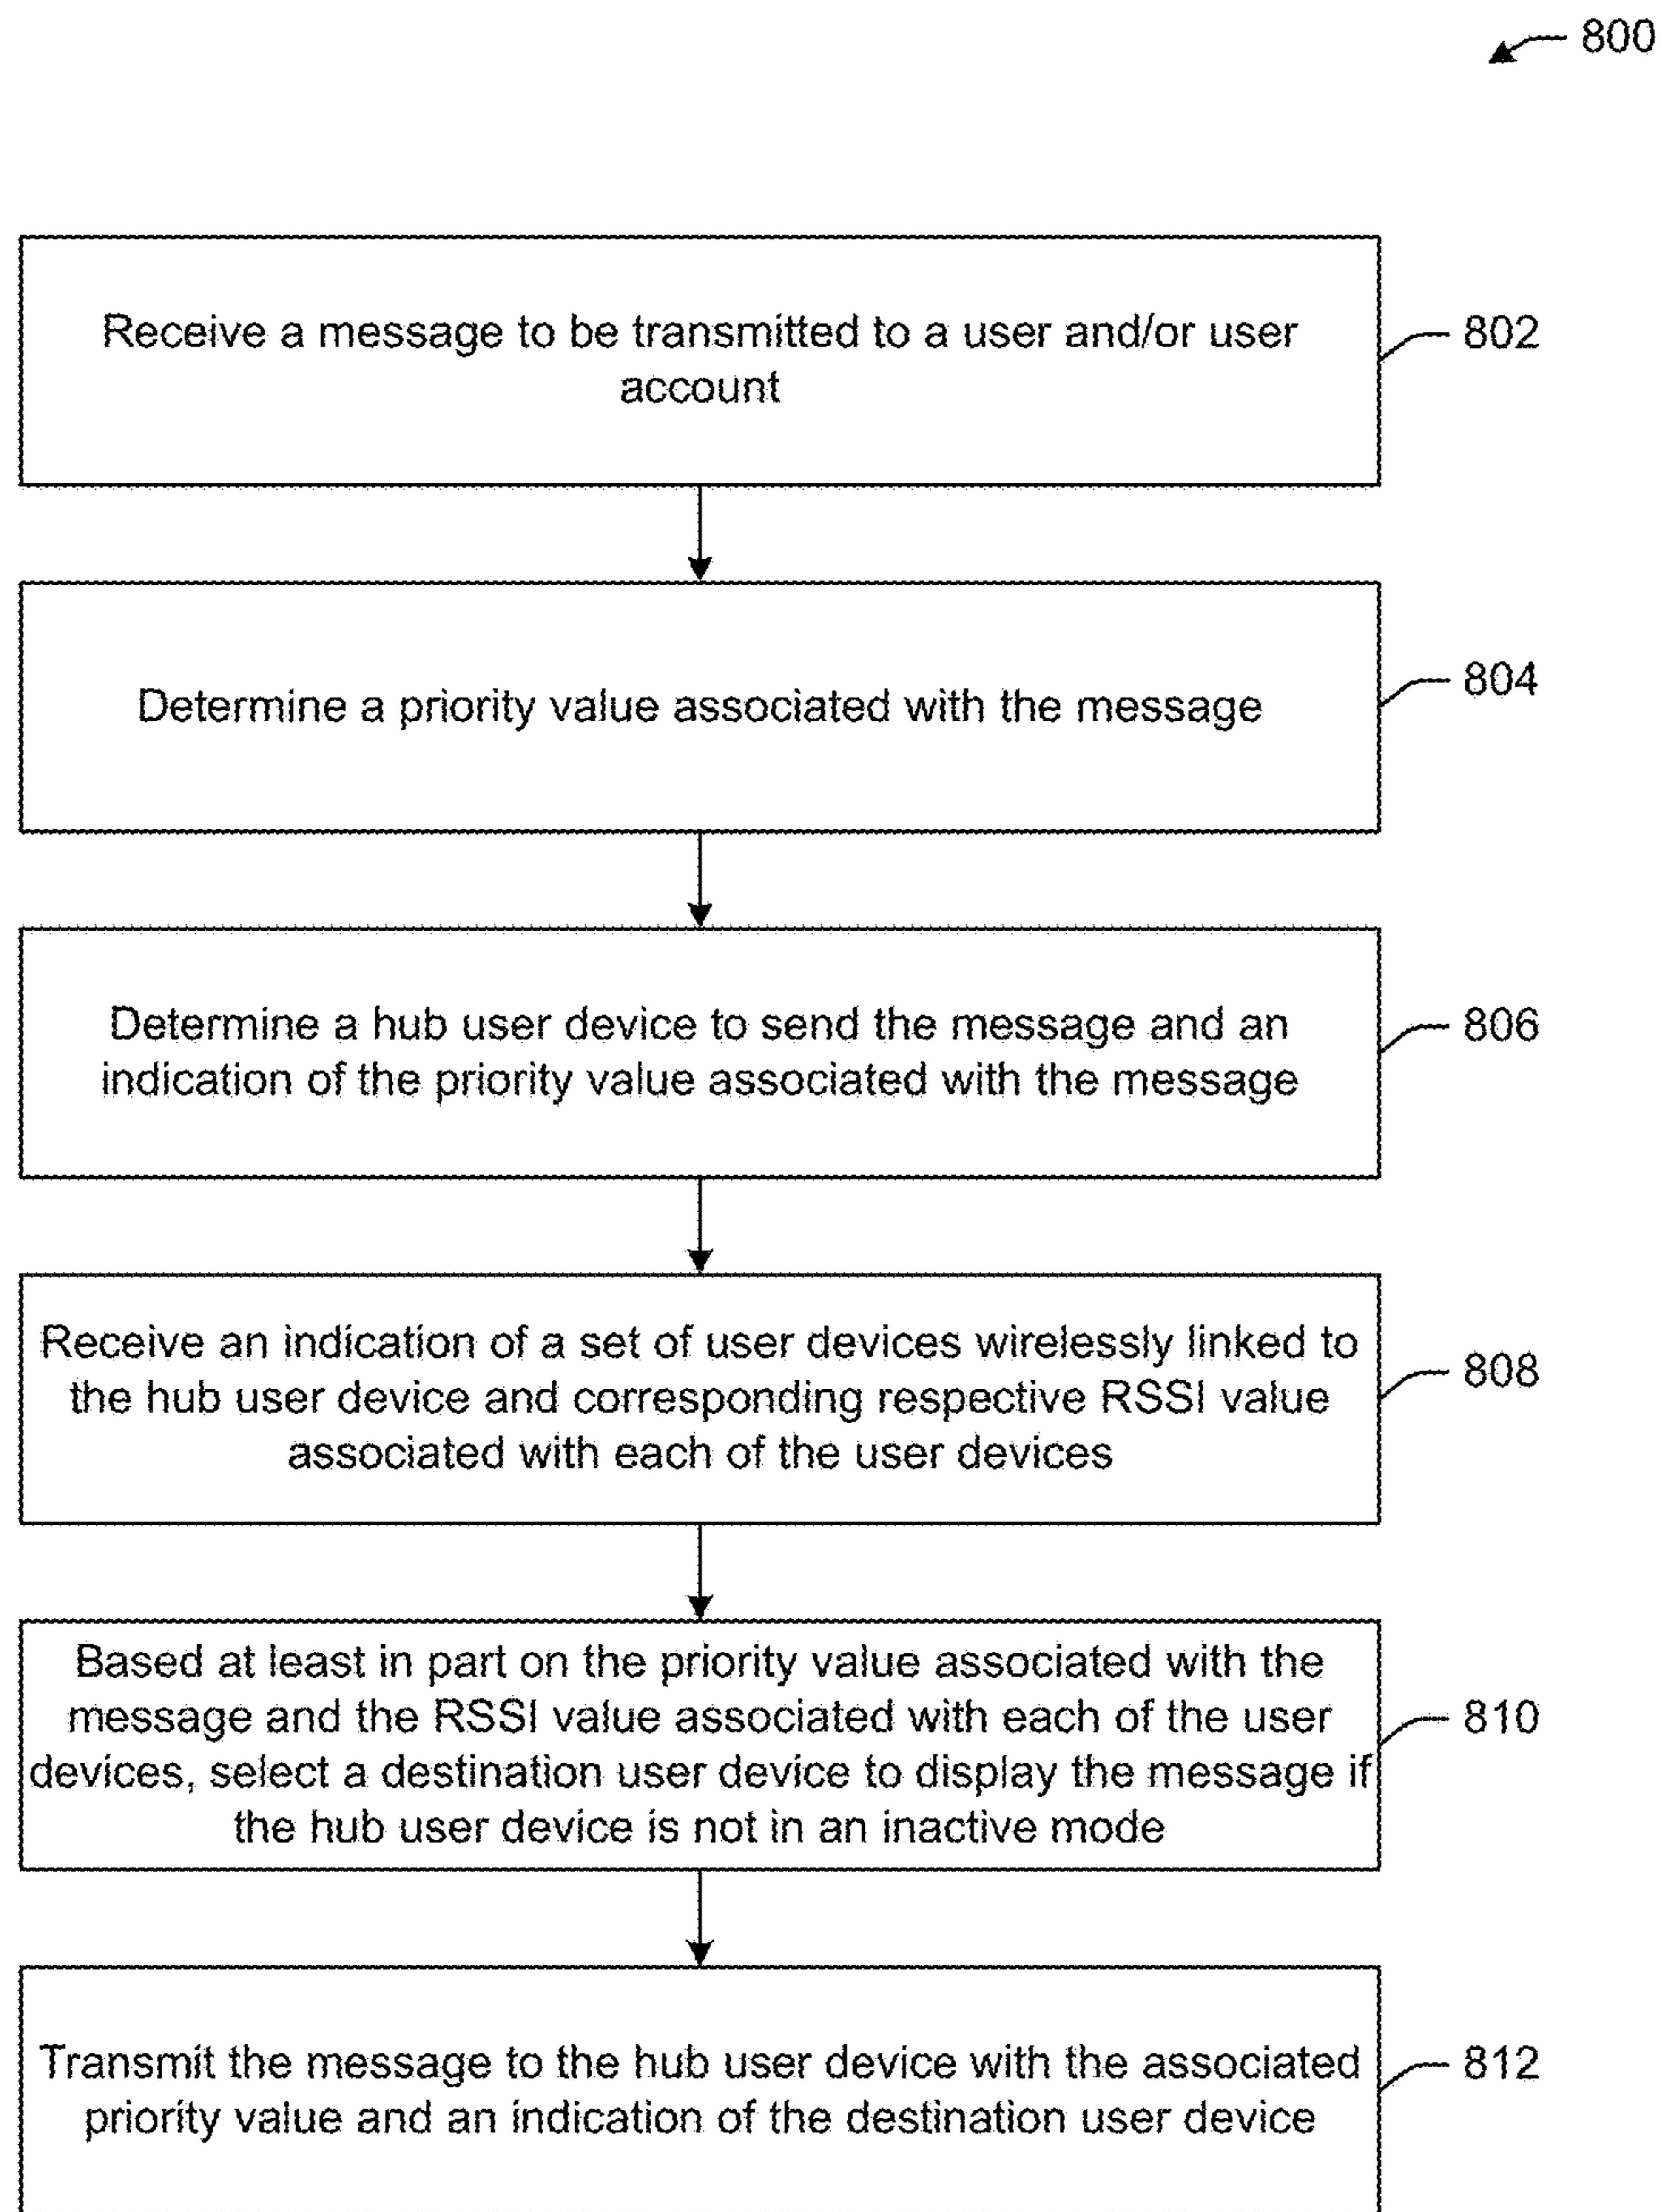 800
Receive a message to be transmitted to a user and/or user
account
802
Determine a priority value associated with the message
804
Determine a hub user device to send the message and an
indication of the priority value associated with the message
806
Receive an indication of a set of user devices wirelessly linked to
the hub user device and corresponding respective RSSI value
associated with each of the user devices
808
Based at least in part on the priority value associated with the
message and the RSSI value associated with each of the user
devices, select a destination user device to display the message if
the hub user device is not in an inactive mode
810
Transmit the message to the hub user device with the associated
priority value and an indication of the destination user device
812